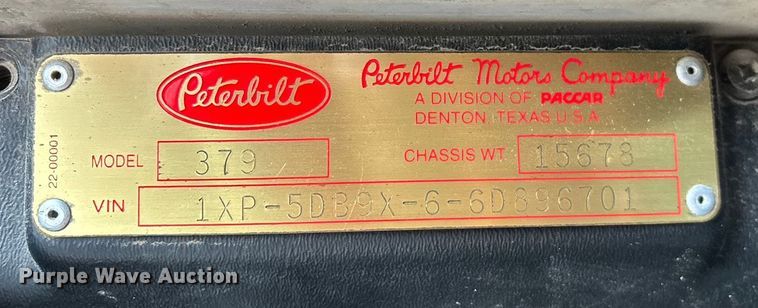 Peterbilt
Peterbilt Motors Company
A DIVISION OF PACCAR
DENTON TEXAS U.S.A.
MODEL 379
CHASSIS WT 15678
VIN 1XP-5DB9X-6-6D896701
22-00001
Purple Wave Auction